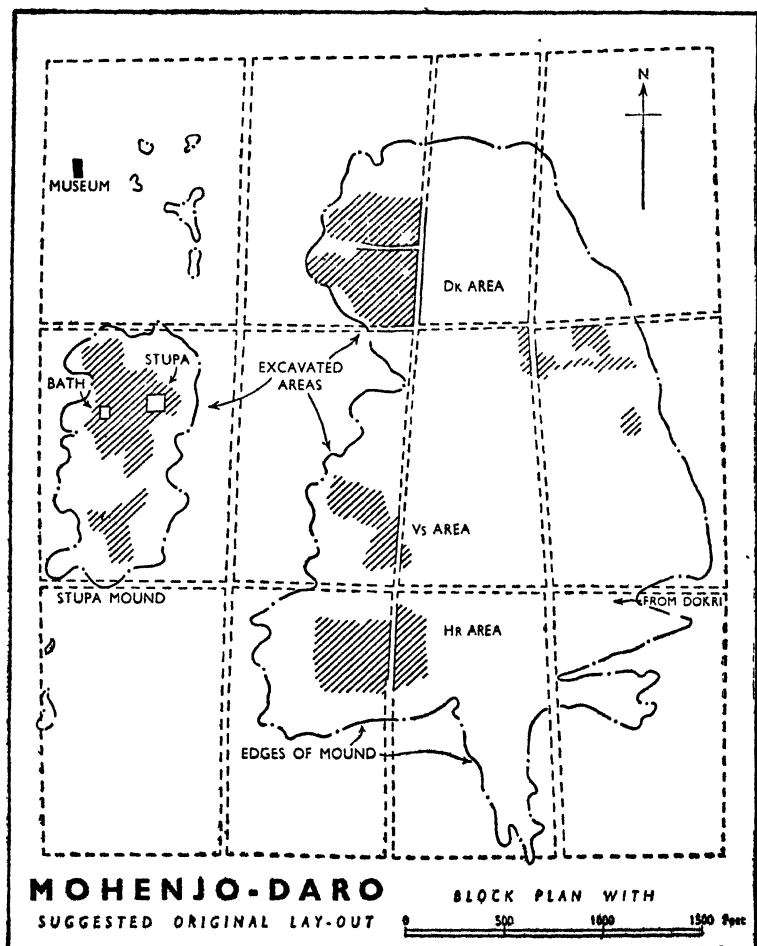 N
MUSEUM
DK AREA
STUPA
BATH
EXCAVATED
AREAS
VS AREA
STUPA MOUND
FROM DOKRI
HR AREA
EDGES OF MOUND
MOHENJO-DARO
BLOCK PLAN WITH
SUGGESTED ORIGINAL LAY-OUT
0 500 1000 1500 Feet